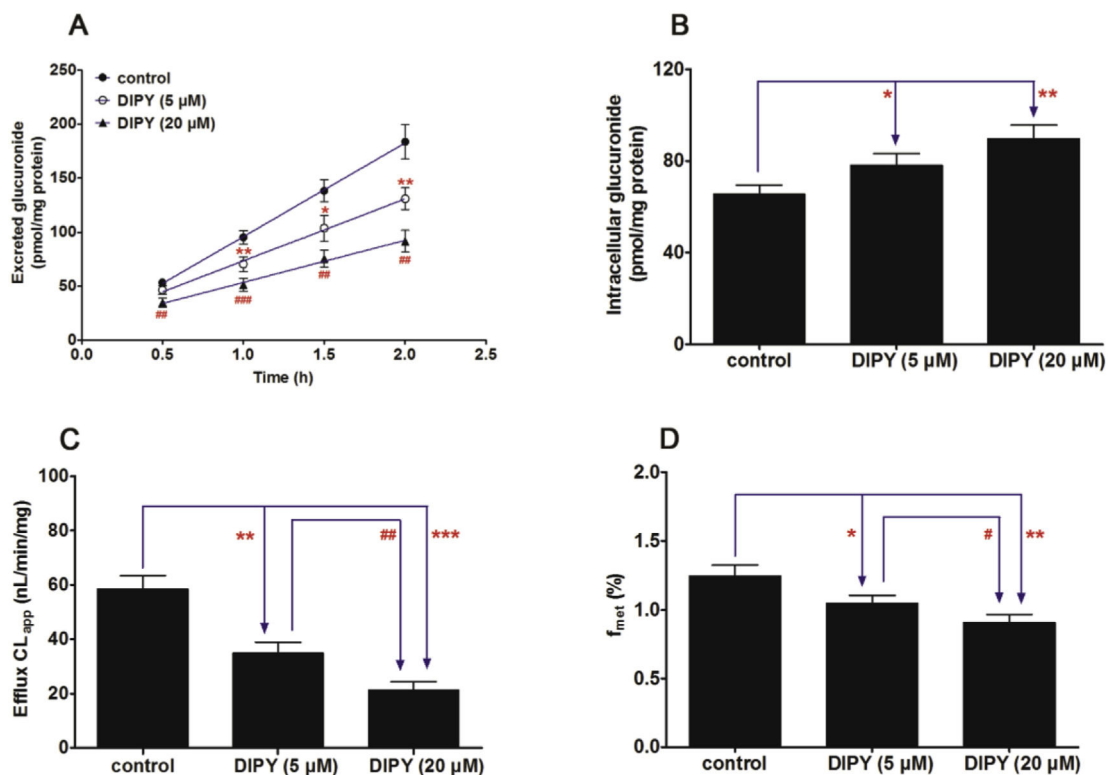 A
Excreted glucuronide
(pmol/mg protein)
250
200
150
100
50
0
control
DIPY (5 µM)
DIPY (20 µM)
**
*
**
##
###
##
##
0.0 0.5 1.0 1.5 2.0 2.5
Time (h)
B
Intracellular glucuronide
(pmol/mg protein)
120
80
40
0
*
**
control DIPY (5 µM) DIPY (20 µM)
C
Efflux CLapp (nL/min/mg)
100
80
60
40
20
0
**
##
***
control DIPY (5 µM) DIPY (20 µM)
D
fmet (%)
2.0
1.5
1.0
0.5
0.0
*
#
**
control DIPY (5 µM) DIPY (20 µM)